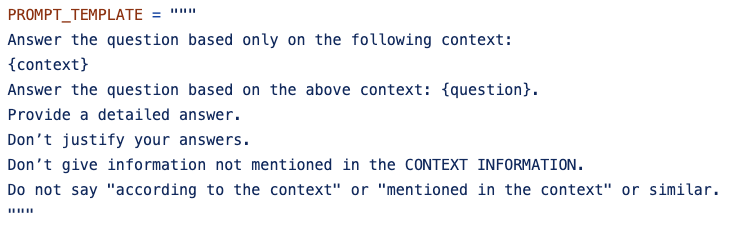 PROMPT_TEMPLATE = """
Answer the question based only on the following context:
{context}
Answer the question based on the above context: {question}.
Provide a detailed answer.
Don’t justify your answers.
Don’t give information not mentioned in the CONTEXT INFORMATION.
Do not say "according to the context" or "mentioned in the context" or similar.
"""